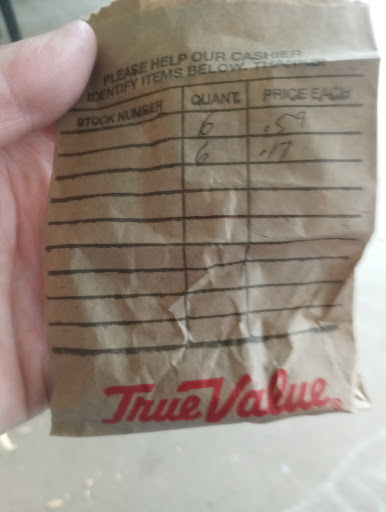 PLEASE HELP OUR CASHIER
IDENTIFY ITEMS BELOW. THANKS
STOCK NUMBER QUANT. PRICE EACH
6 .59
6 .17
True Value®